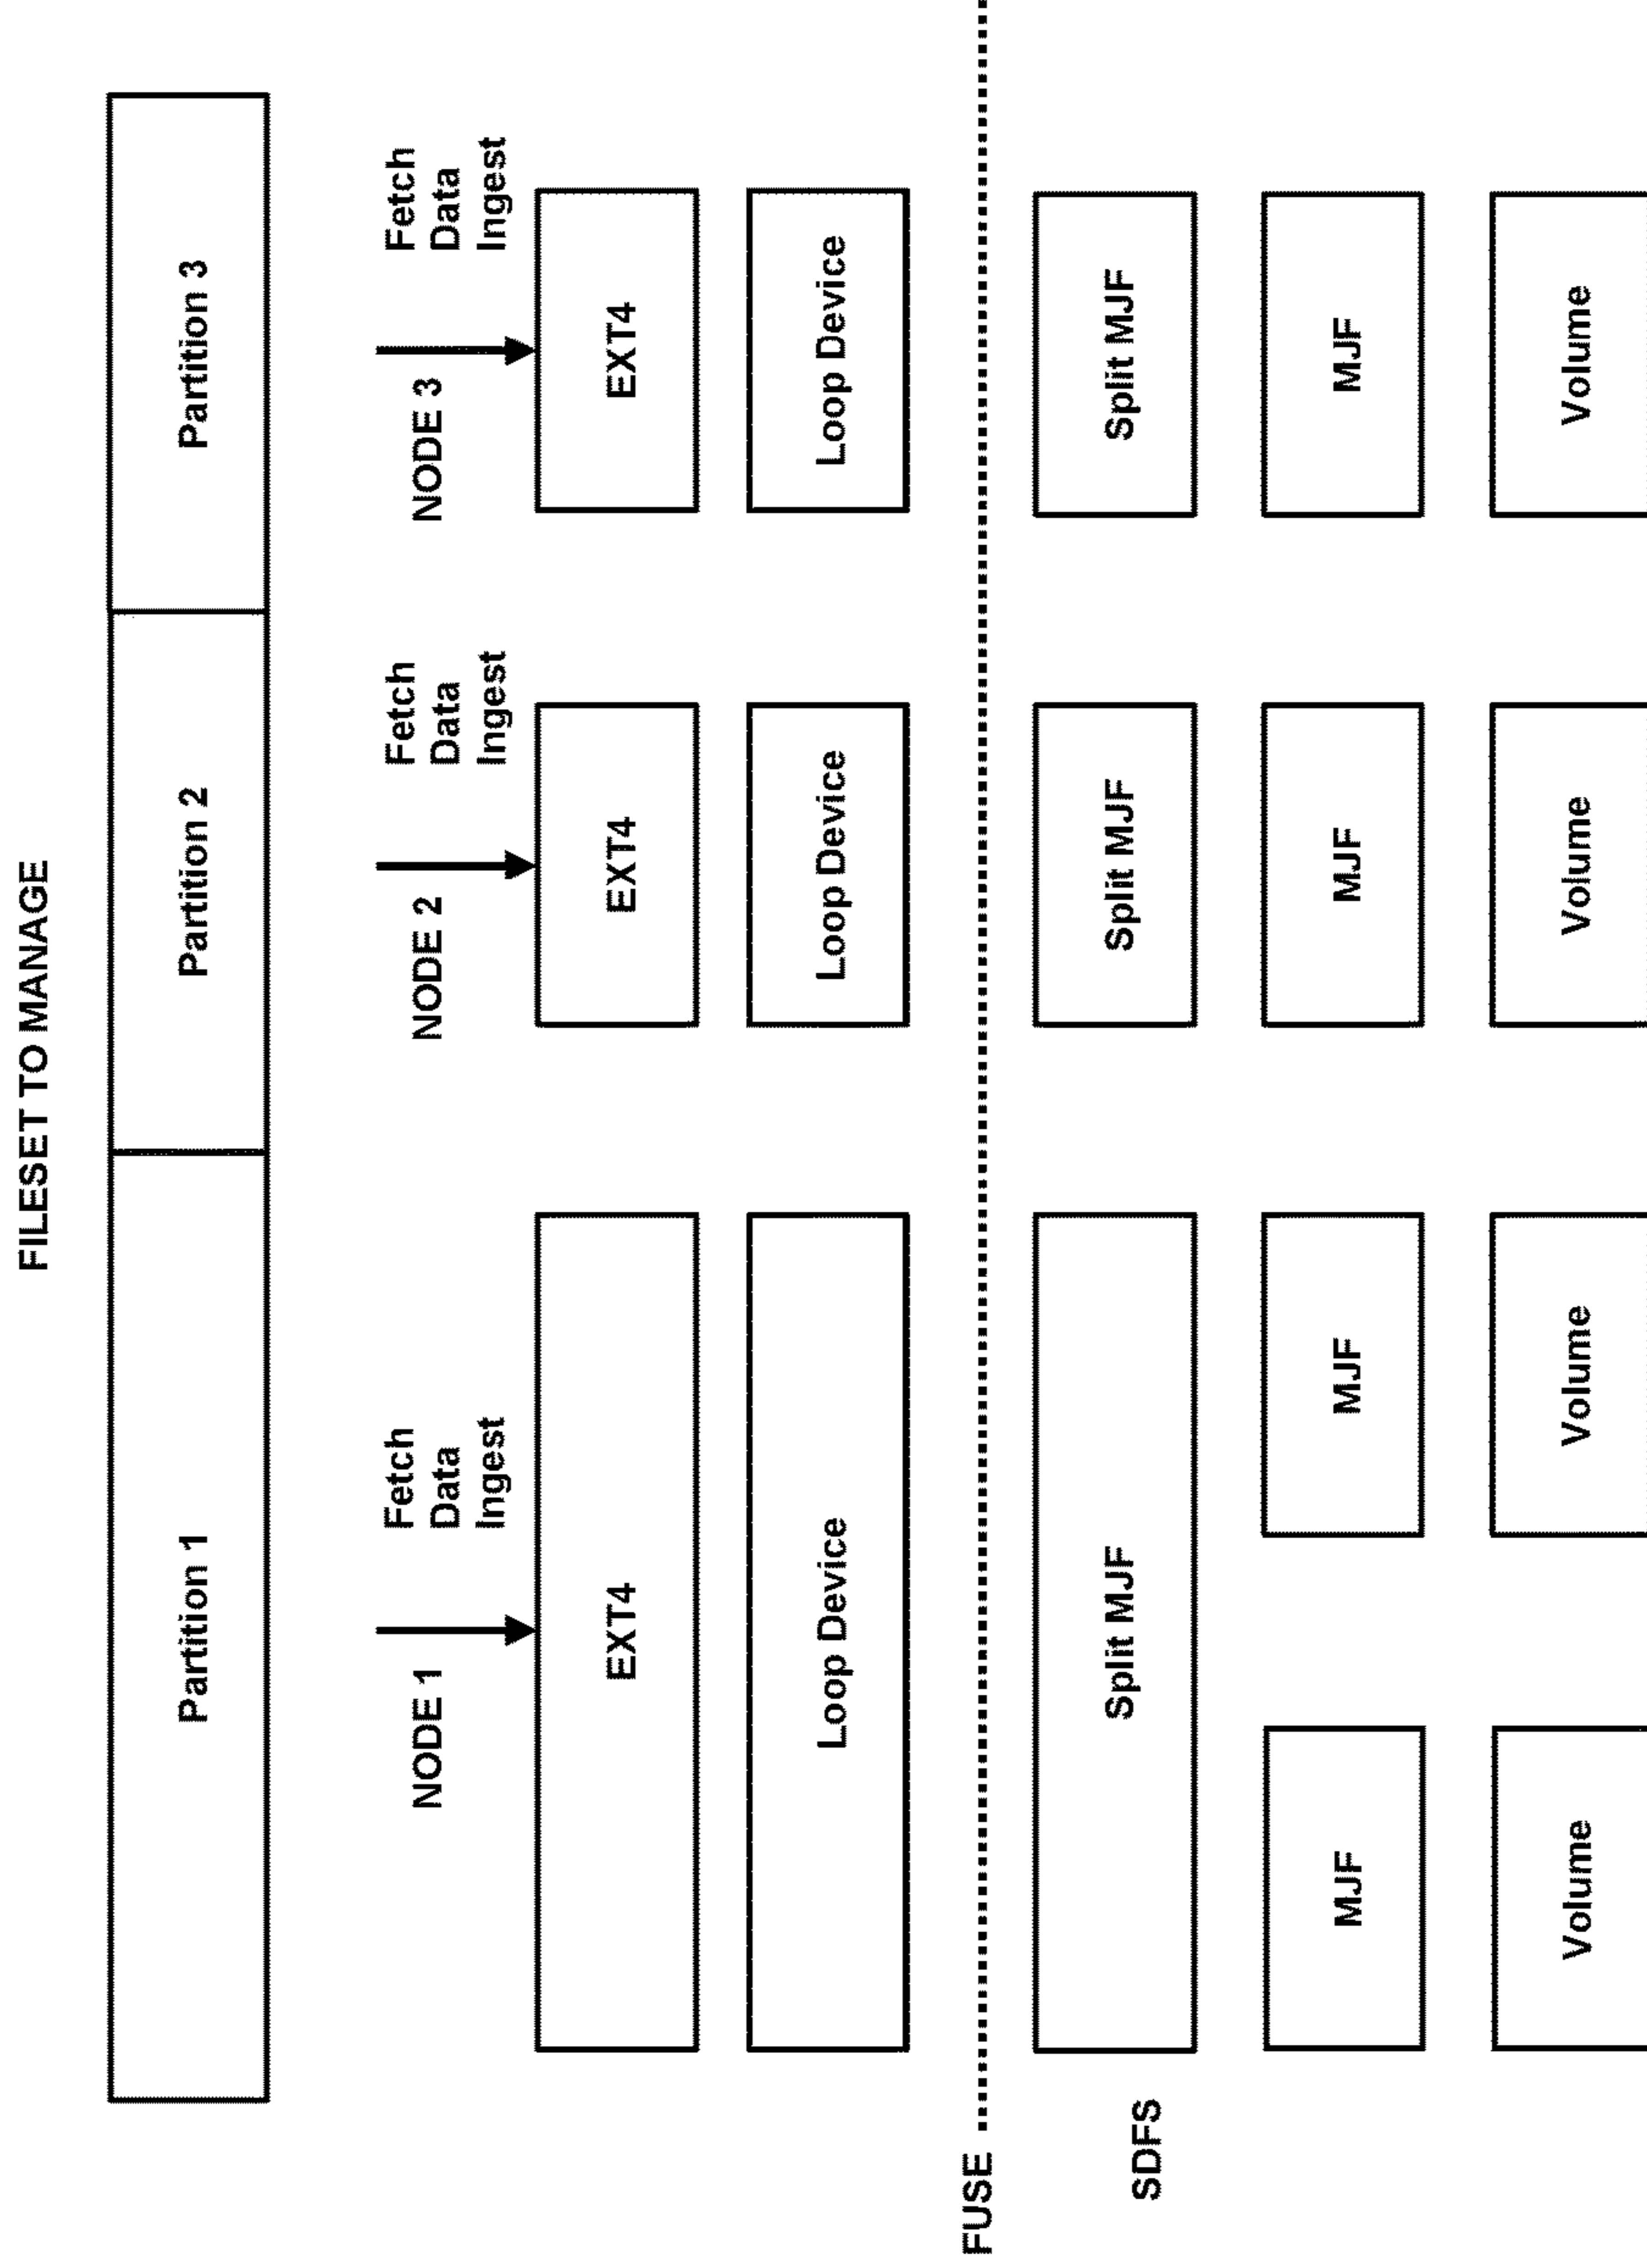 FILESET TO MANAGE
Partition 1
Partition 2
Partition 3
NODE 1
Fetch
Data
Ingest
NODE 2
Fetch
Data
Ingest
NODE 3
Fetch
Data
Ingest
EXT4
EXT4
EXT4
Loop Device
Loop Device
Loop Device
FUSE
SDFS
Split MJF
Split MJF
Split MJF
MJF
MJF
MJF
MJF
Volume
Volume
Volume
Volume